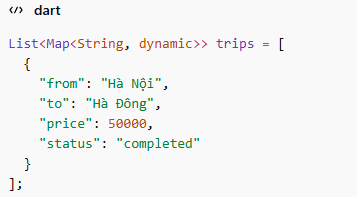 </> dart
List<Map<String, dynamic>> trips = [
  {
    "from": "Hà Nội",
    "to": "Hà Đông",
    "price": 50000,
    "status": "completed"
  }
];